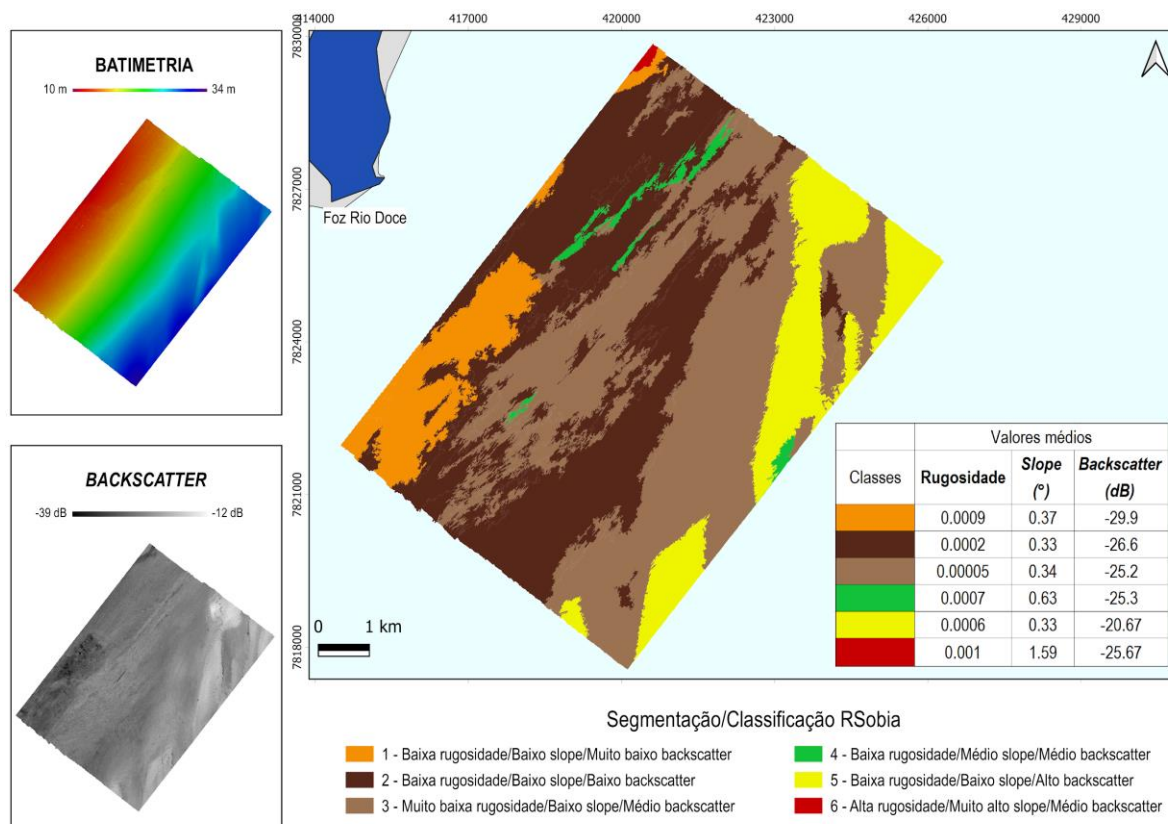 BATIMETRIA
10 m 34 m
BACKSCATTER
-39 dB -12 dB
414000 417000 420000 423000 426000 429000
7830000
7827000
7824000
7821000
7818000
Foz Rio Doce
0 1 km
Valores médios
Classes Rugosidade Slope (°) Backscatter (dB)
0.0009 0.37 -29.9
0.0002 0.33 -26.6
0.00005 0.34 -25.2
0.0007 0.63 -25.3
0.0006 0.33 -20.67
0.001 1.59 -25.67
Segmentação/Classificação RSobia
1 - Baixa rugosidade/Baixo slope/Muito baixo backscatter
2 - Baixa rugosidade/Baixo slope/Baixo backscatter
3 - Muito baixa rugosidade/Baixo slope/Médio backscatter
4 - Baixa rugosidade/Médio slope/Médio backscatter
5 - Baixa rugosidade/Baixo slope/Alto backscatter
6 - Alta rugosidade/Muito alto slope/Médio backscatter